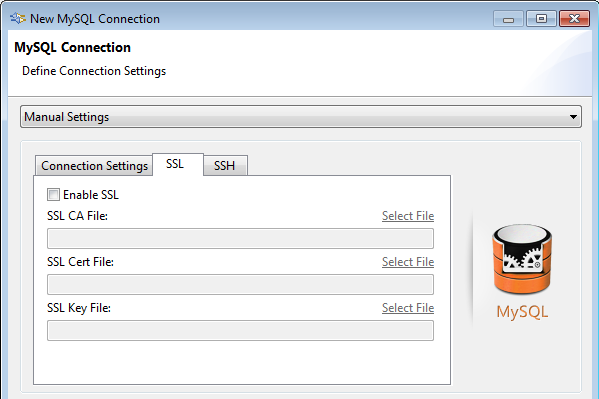 New MySQL Connection
MySQL Connection
Define Connection Settings
Manual Settings
Connection Settings SSL SSH
Enable SSL
SSL CA File: Select File
SSL Cert File: Select File
SSL Key File: Select File
MySQL